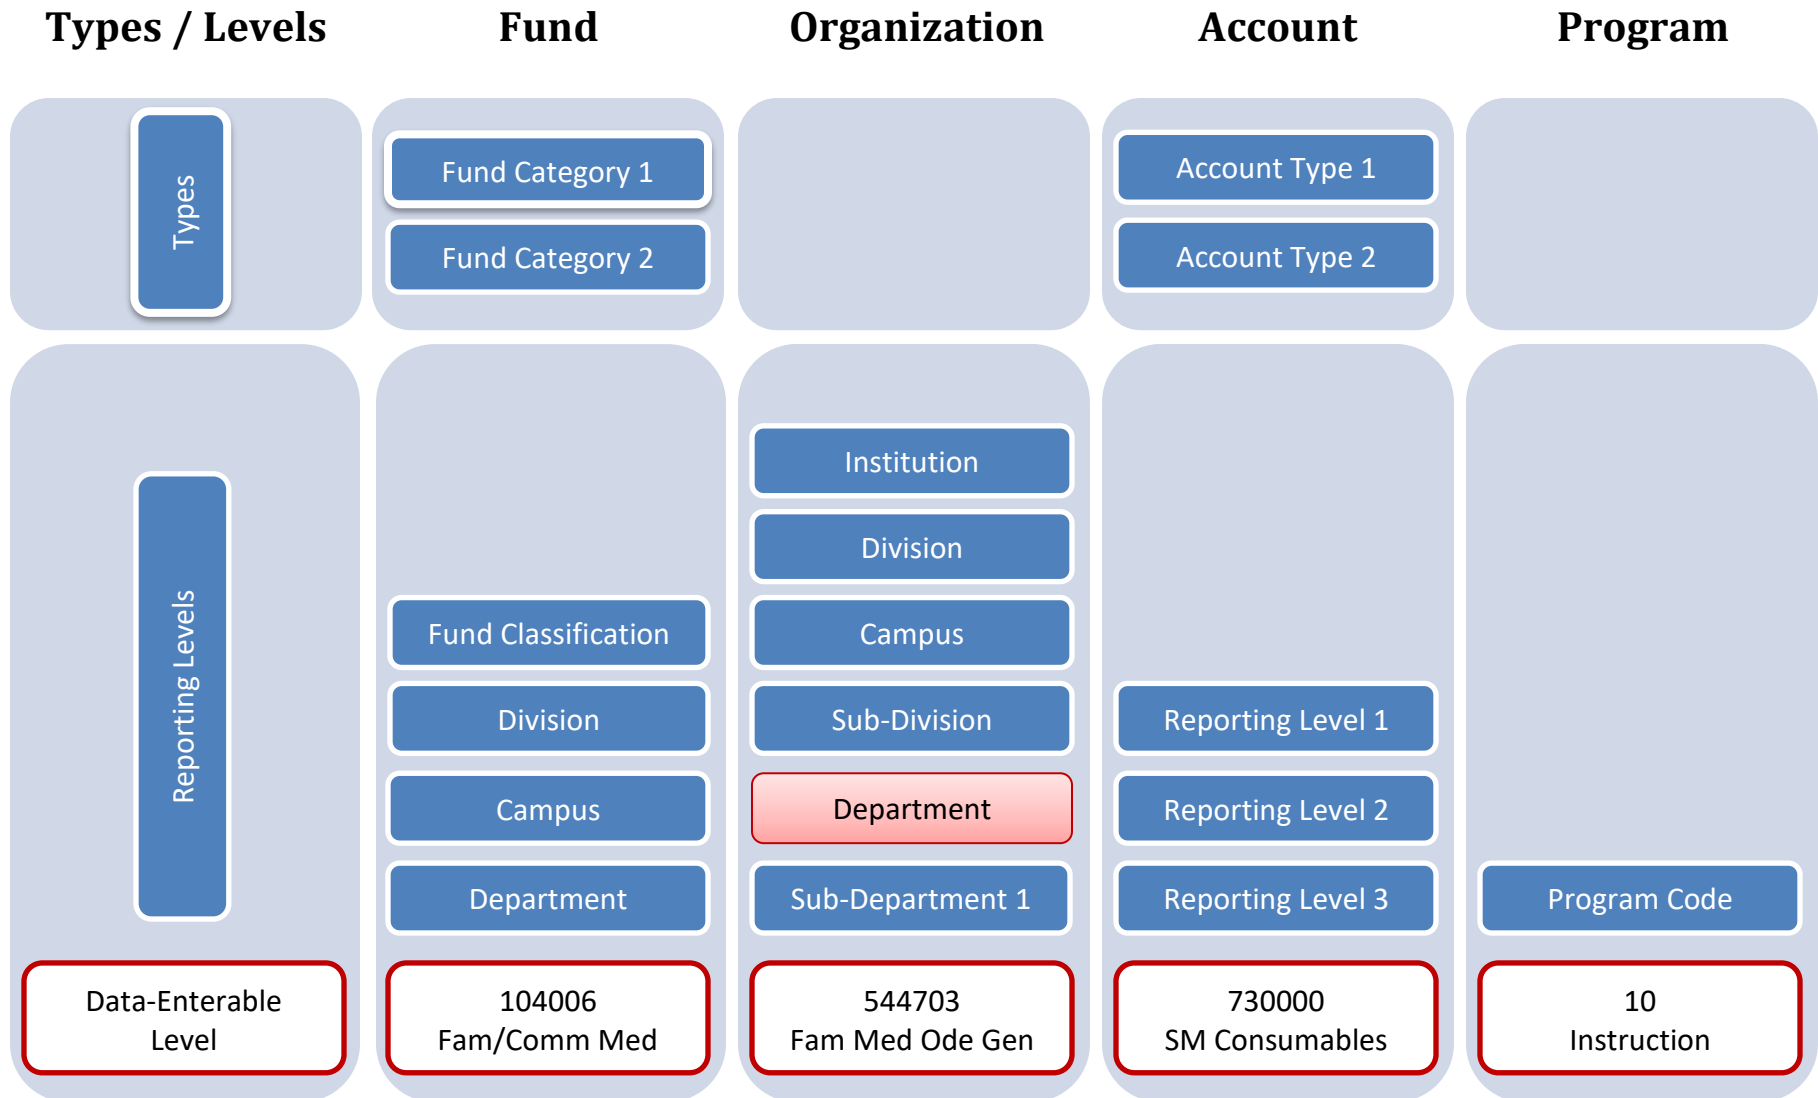 Types / Levels
Fund
Organization
Account
Program
Types
Fund Category 1
Fund Category 2
Account Type 1
Account Type 2
Reporting Levels
Fund Classification
Division
Campus
Department
Institution
Division
Campus
Sub-Division
Department
Sub-Department 1
Reporting Level 1
Reporting Level 2
Reporting Level 3
Program Code
Data-Enterable
Level
104006
Fam/Comm Med
544703
Fam Med Ode Gen
730000
SM Consumables
10
Instruction